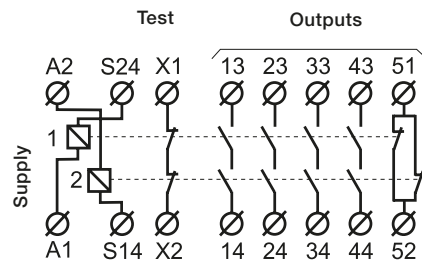 Test Outputs
A2 S24 X1 13 23 33 43 51
1
2
Supply
A1 S14 X2 14 24 34 44 52